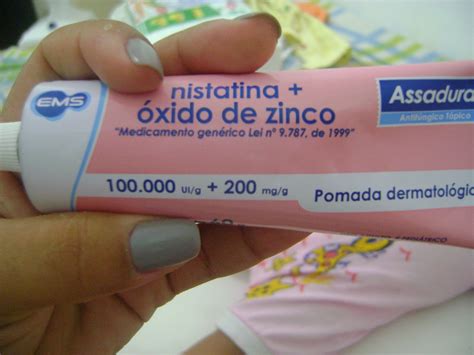 EMS
nistatina +
óxido de zinco
"Medicamento genérico Lei nº 9.787, de 1999"
Assadura
Antifúngico Tópico
100.000 UI/g + 200 mg/g
Pomada dermatológi
60 g